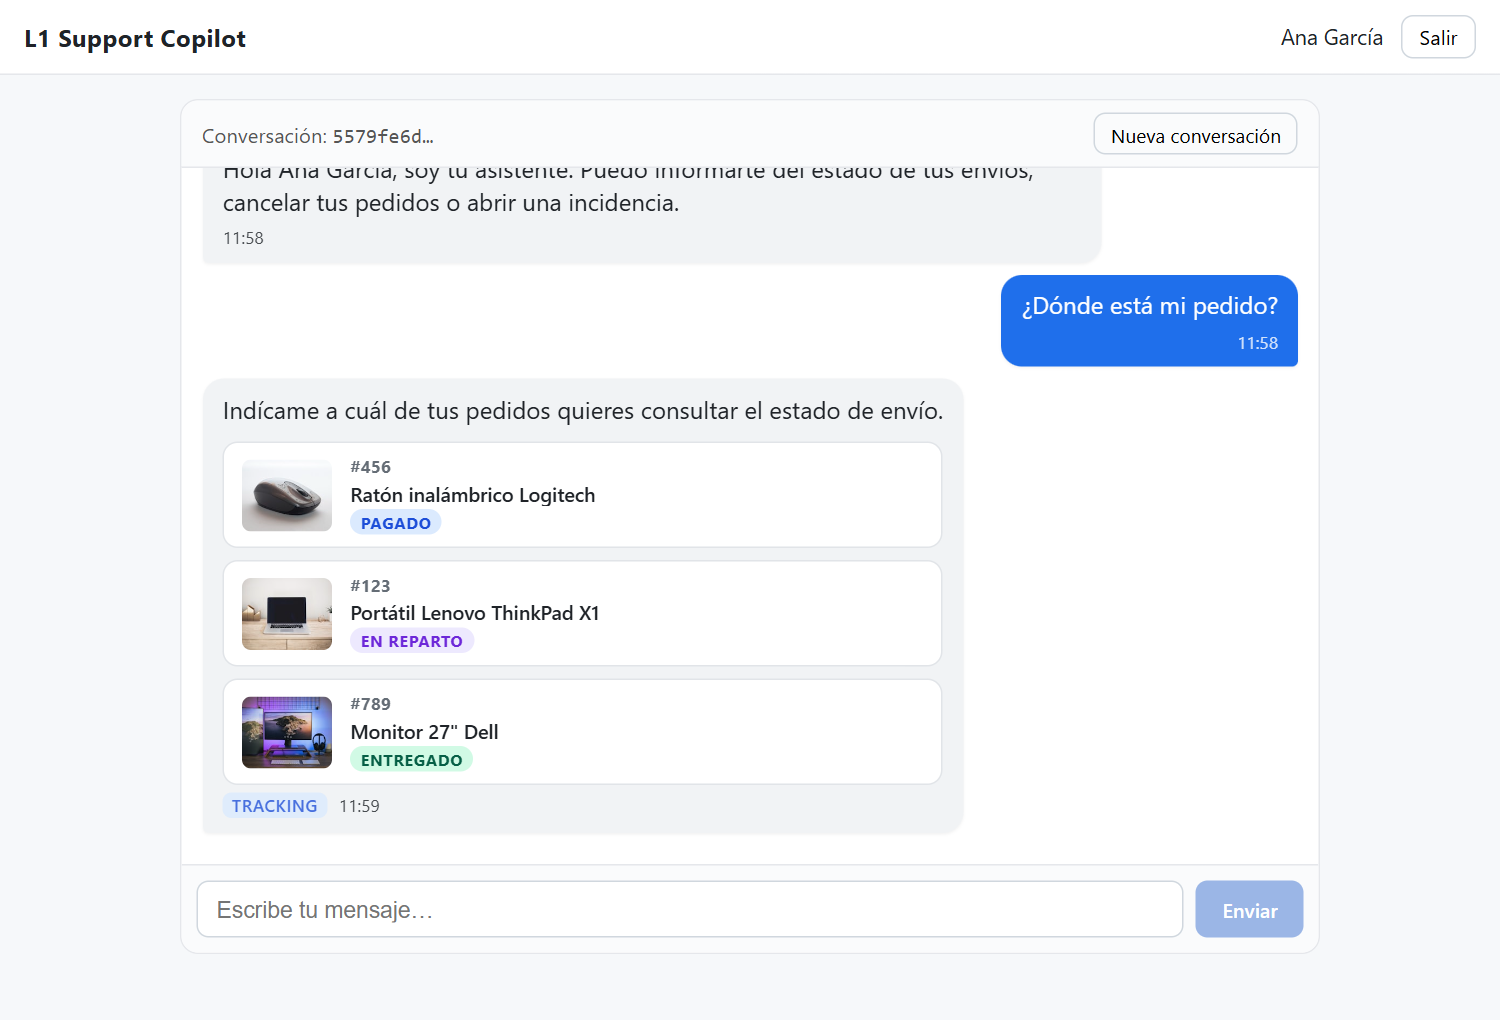 L1 Support Copilot
Ana García
Salir
Conversación: 5579fe6d…
Nueva conversación
Hola Ana García, soy tu asistente. Puedo informarte del estado de tus envíos,
cancelar tus pedidos o abrir una incidencia.
11:58
¿Dónde está mi pedido?
11:58
Indícame a cuál de tus pedidos quieres consultar el estado de envío.
#456
Ratón inalámbrico Logitech
PAGADO
#123
Portátil Lenovo ThinkPad X1
EN REPARTO
#789
Monitor 27" Dell
ENTREGADO
TRACKING 11:59
Escribe tu mensaje…
Enviar